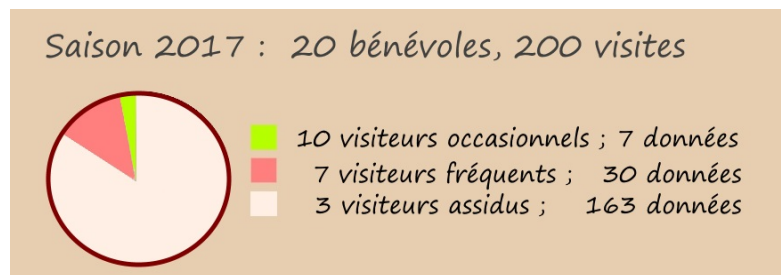 Saison 2017 : 20 bénévoles, 200 visites
10 visiteurs occasionnels ; 7 données
7 visiteurs fréquents ; 30 données
3 visiteurs assidus ; 163 données